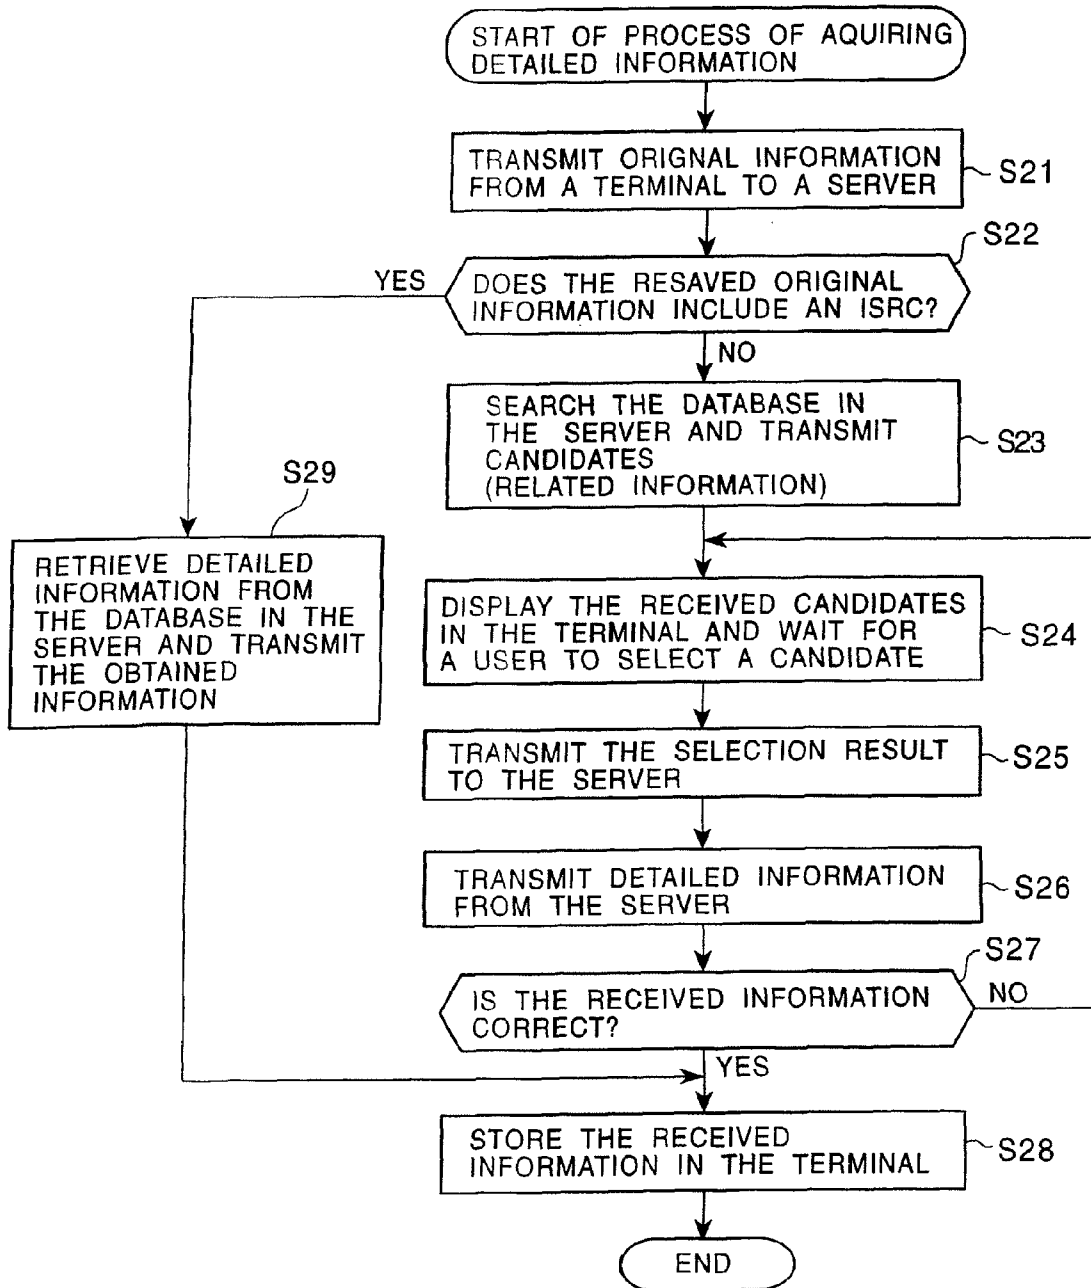 START OF PROCESS OF AQUIRING
DETAILED INFORMATION
TRANSMIT ORIGNAL INFORMATION
FROM A TERMINAL TO A SERVER
S21
S22
YES
DOES THE RESAVED ORIGINAL
INFORMATION INCLUDE AN ISRC?
NO
SEARCH THE DATABASE IN
THE SERVER AND TRANSMIT
CANDIDATES
(RELATED INFORMATION)
S23
S29
RETRIEVE DETAILED
INFORMATION FROM
THE DATABASE IN THE
SERVER AND TRANSMIT
THE OBTAINED
INFORMATION
DISPLAY THE RECEIVED CANDIDATES
IN THE TERMINAL AND WAIT FOR
A USER TO SELECT A CANDIDATE
S24
TRANSMIT THE SELECTION RESULT
TO THE SERVER
S25
TRANSMIT DETAILED INFORMATION
FROM THE SERVER
S26
S27
IS THE RECEIVED INFORMATION
CORRECT?
NO
YES
STORE THE RECEIVED
INFORMATION IN THE TERMINAL
S28
END